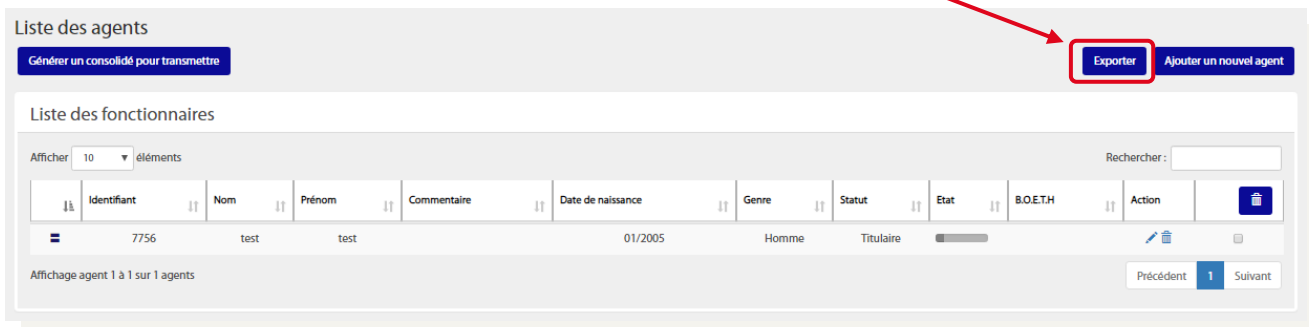 Liste des agents
Générer un consolidé pour transmettre
Exporter
Ajouter un nouvel agent
Liste des fonctionnaires
Afficher 10 éléments
Rechercher :
Identifiant Nom Prénom Commentaire Date de naissance Genre Statut Etat B.O.E.T.H Action
7756 test test 01/2005 Homme Titulaire
Affichage agent 1 à 1 sur 1 agents
Précédent 1 Suivant